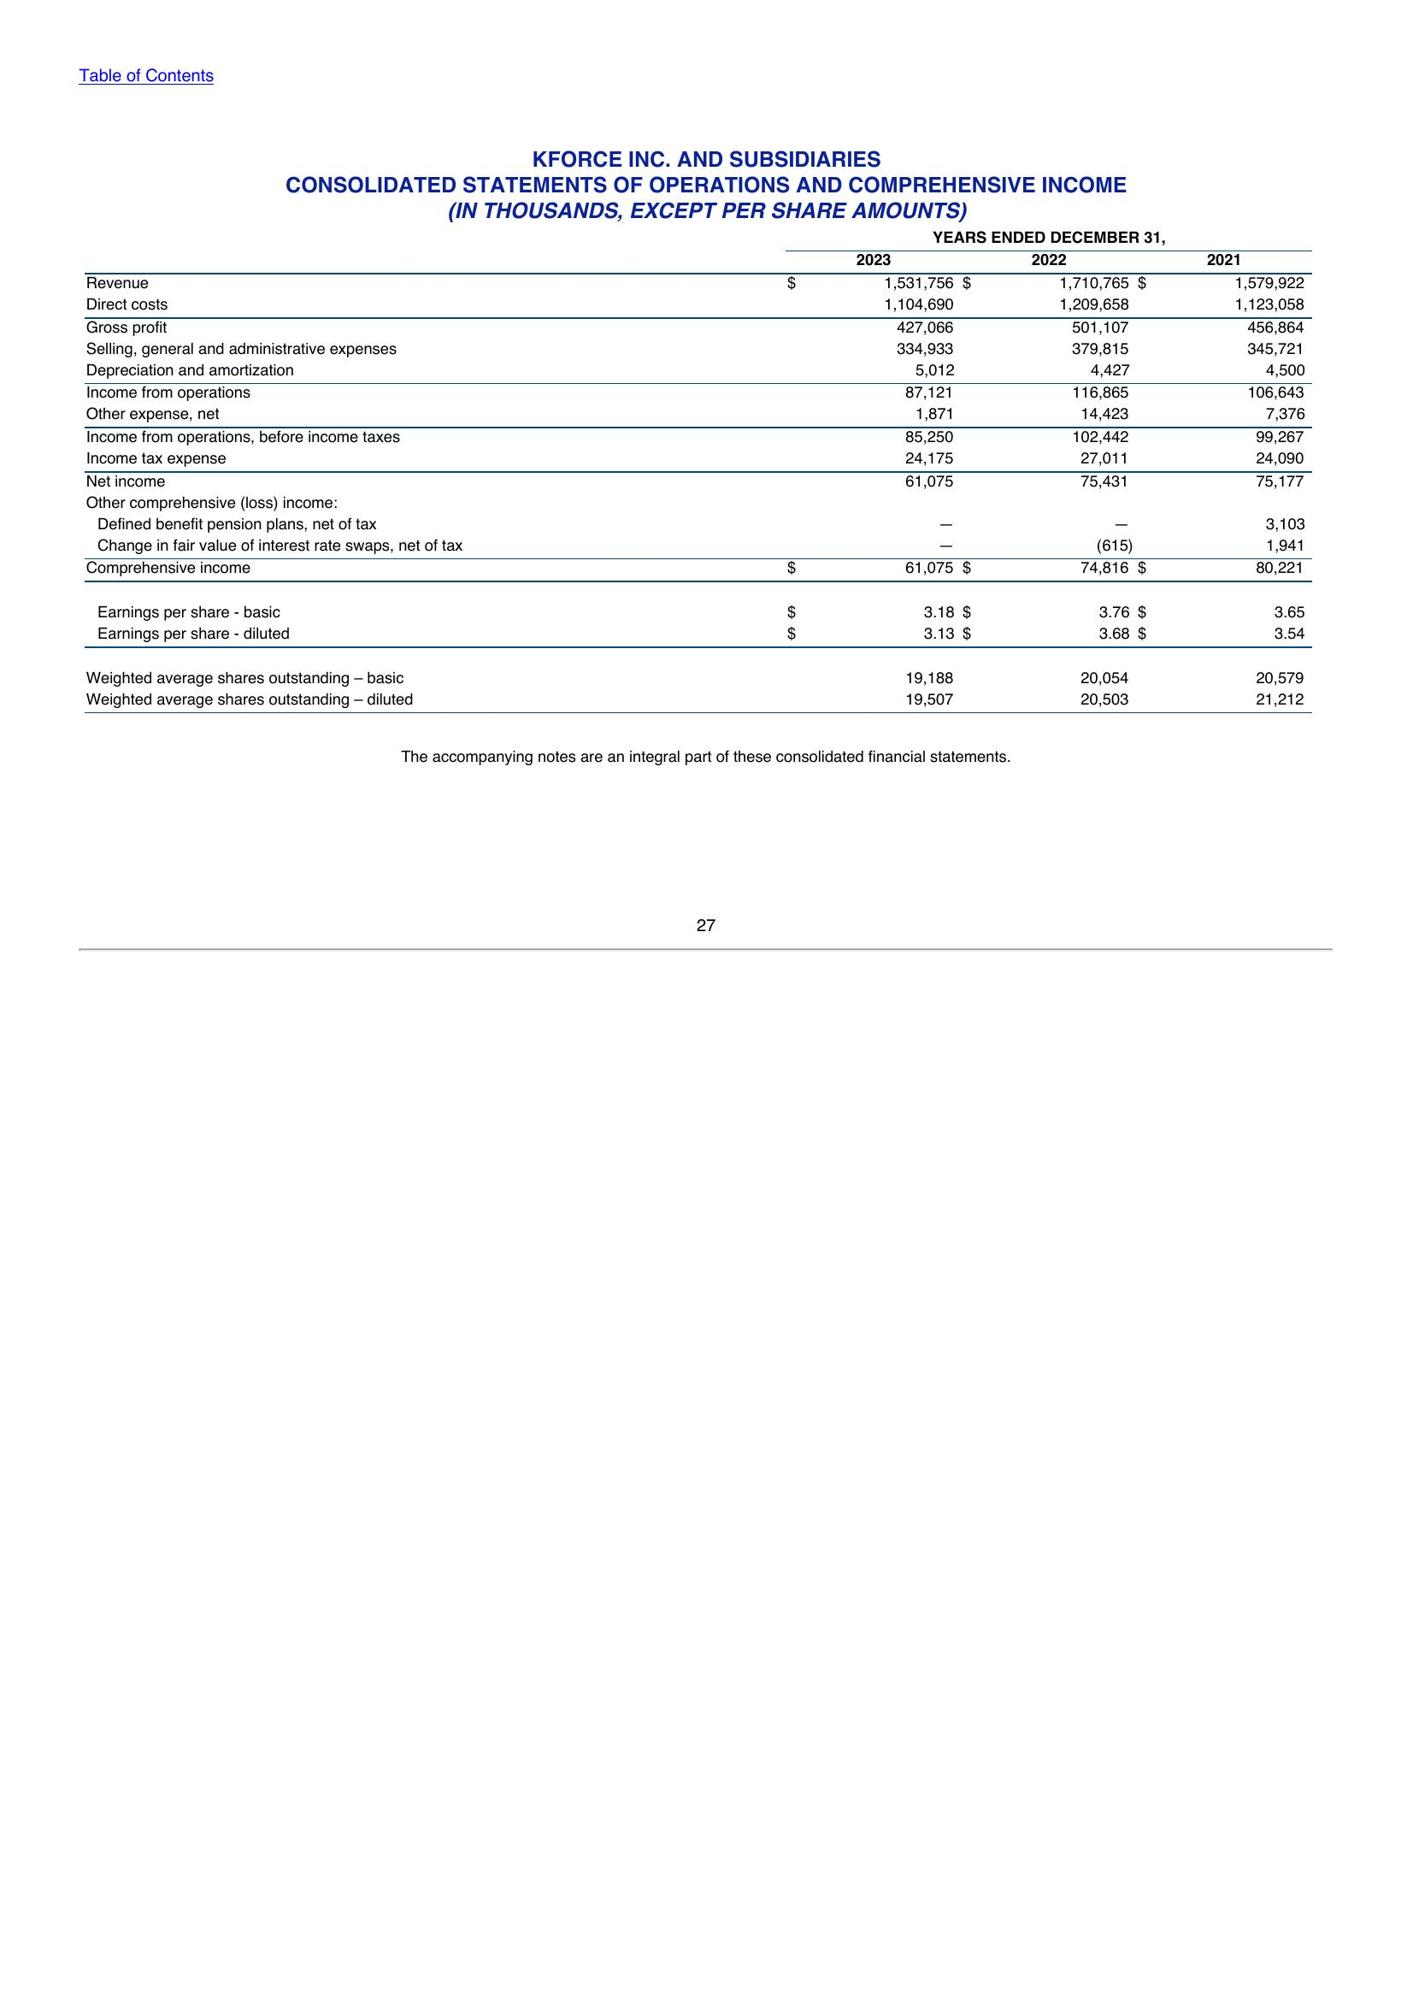 Table of Contents
KFORCE INC. AND SUBSIDIARIES
CONSOLIDATED STATEMENTS OF OPERATIONS AND COMPREHENSIVE INCOME
(IN THOUSANDS, EXCEPT PER SHARE AMOUNTS)
YEARS ENDED DECEMBER 31,
2023 2022 2021
Revenue $ 1,531,756 $ 1,710,765 $ 1,579,922
Direct costs 1,104,690 1,209,658 1,123,058
Gross profit 427,066 501,107 456,864
Selling, general and administrative expenses 334,933 379,815 345,721
Depreciation and amortization 5,012 4,427 4,500
Income from operations 87,121 116,865 106,643
Other expense, net 1,871 14,423 7,376
Income from operations, before income taxes 85,250 102,442 99,267
Income tax expense 24,175 27,011 24,090
Net income 61,075 75,431 75,177
Other comprehensive (loss) income:
Defined benefit pension plans, net of tax — — 3,103
Change in fair value of interest rate swaps, net of tax — (615) 1,941
Comprehensive income $ 61,075 $ 74,816 $ 80,221
Earnings per share - basic $ 3.18 $ 3.76 $ 3.65
Earnings per share - diluted $ 3.13 $ 3.68 $ 3.54
Weighted average shares outstanding – basic 19,188 20,054 20,579
Weighted average shares outstanding – diluted 19,507 20,503 21,212
The accompanying notes are an integral part of these consolidated financial statements.
27